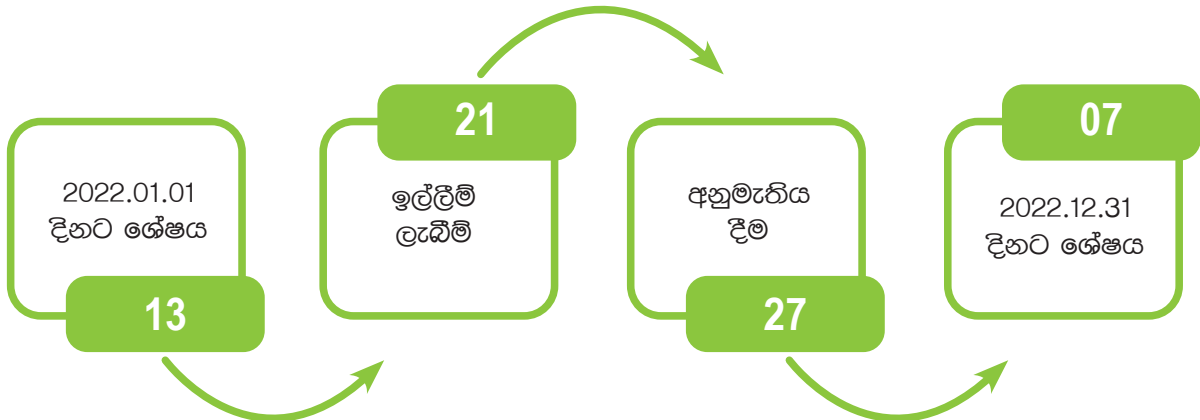 2022.01.01
දිනට ශේෂය
13
21
ඉල්ලීම්
ලැබීම්
අනුමැතිය
දීම
27
07
2022.12.31
දිනට ශේෂය